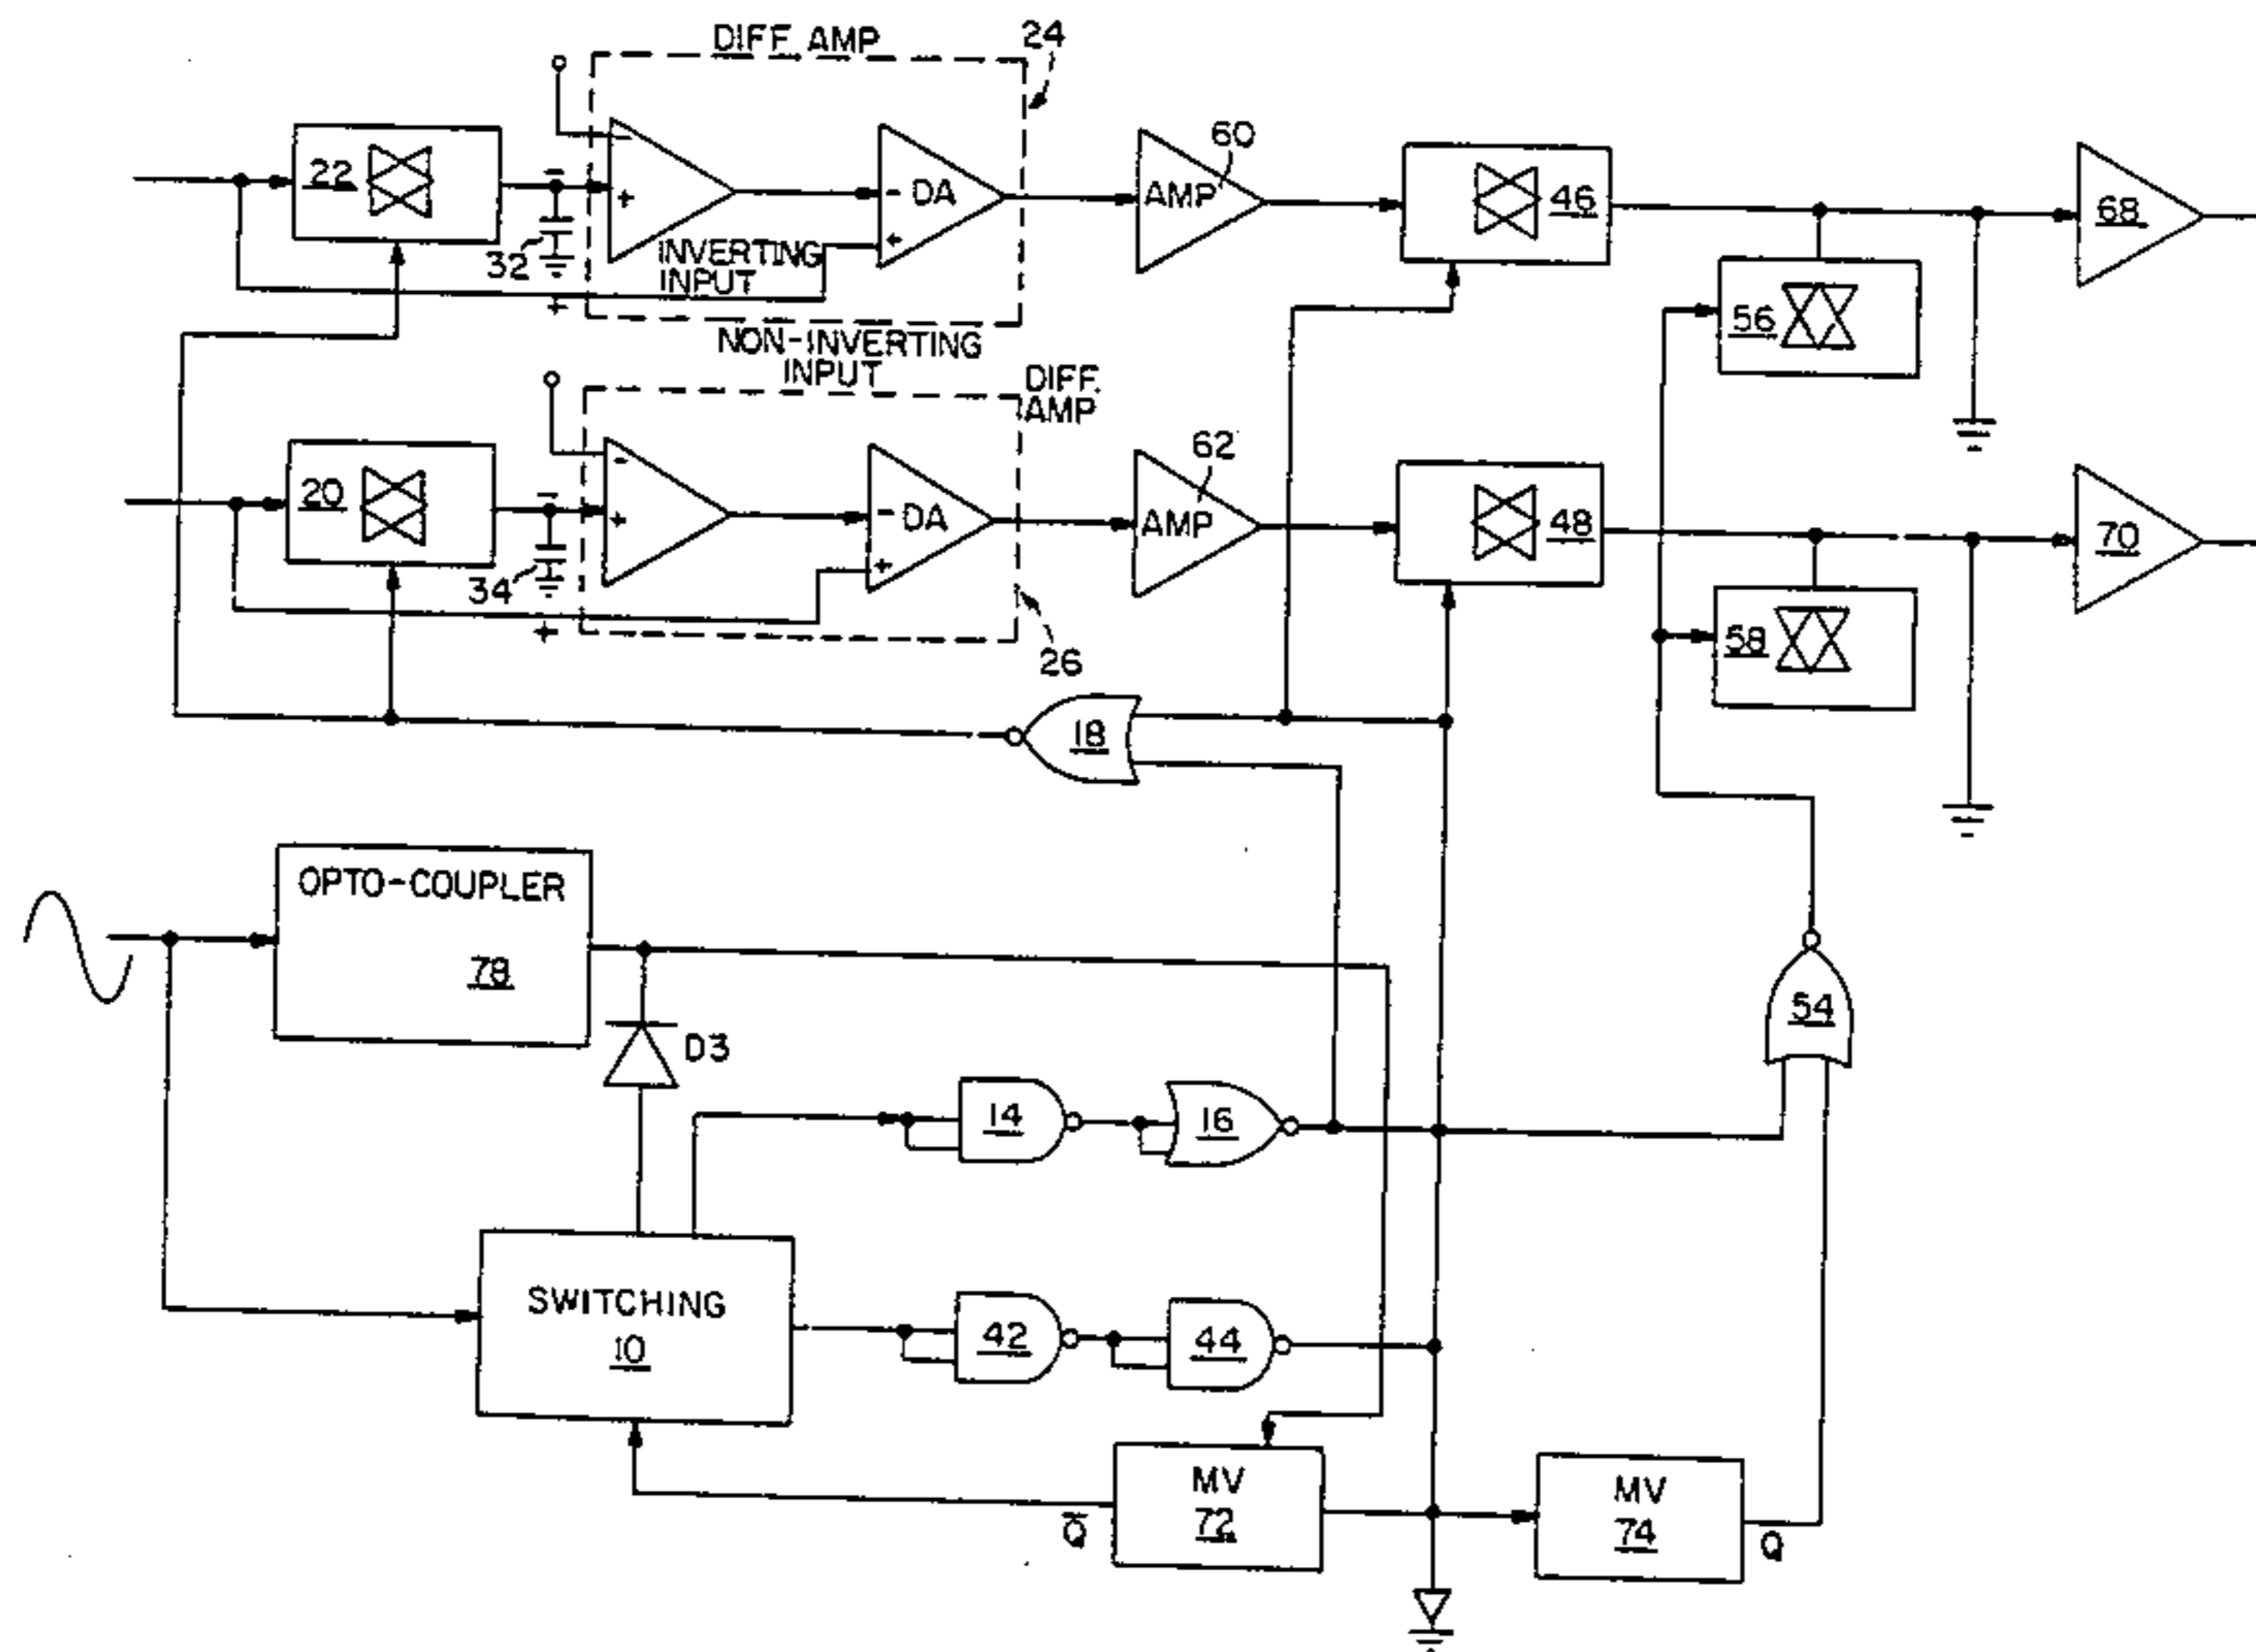 DIFF. AMP
24
22
+
-
- DA
+
32
INVERTING
INPUT
+
NON-INVERTING
INPUT
AMP
60
46
68
56
DIFF.
AMP
20
-
-
+
- DA
+
34
+
26
AMP
62
48
70
58
18
OPTO-COUPLER
78
D3
14
16
54
SWITCHING
10
42
44
MV
72
Q̅
MV
74
Q